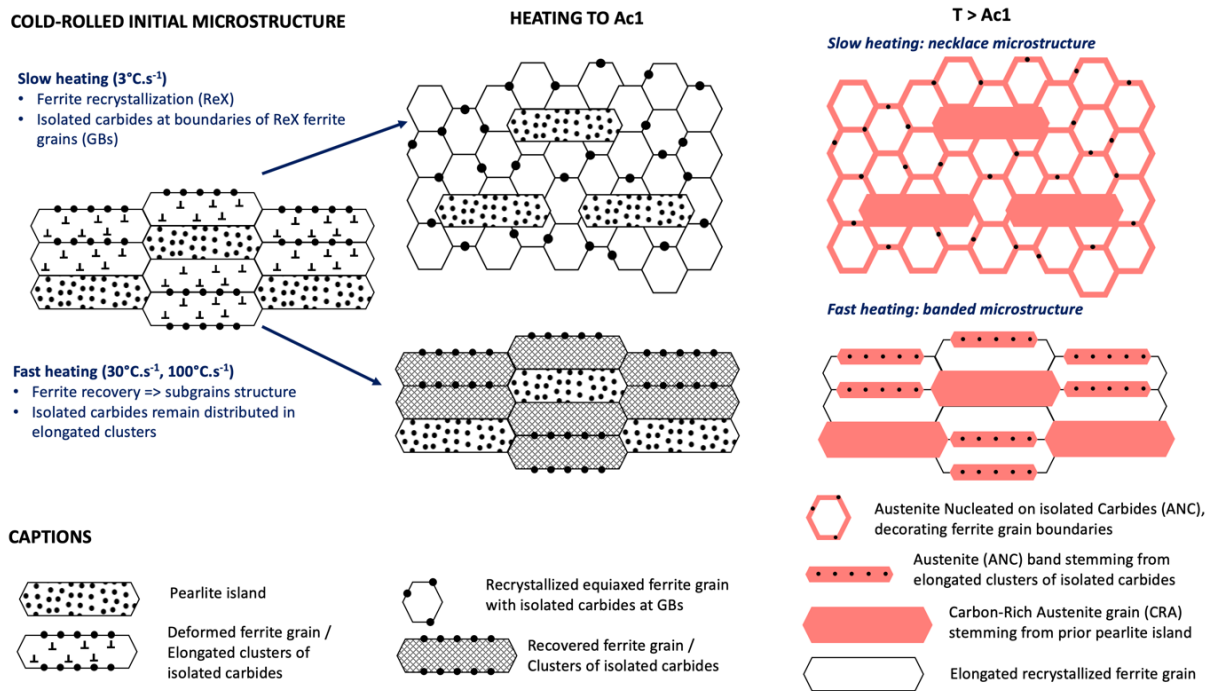 COLD-ROLLED INITIAL MICROSTRUCTURE
HEATING TO Ac1
T > Ac1
Slow heating (3°C.s⁻¹)
• Ferrite recrystallization (ReX)
• Isolated carbides at boundaries of ReX ferrite
grains (GBs)
Slow heating: necklace microstructure
Fast heating (30°C.s⁻¹, 100°C.s⁻¹)
• Ferrite recovery => subgrains structure
• Isolated carbides remain distributed in
elongated clusters
Fast heating: banded microstructure
CAPTIONS
Pearlite island
Deformed ferrite grain /
Elongated clusters of
isolated carbides
Recrystallized equiaxed ferrite grain
with isolated carbides at GBs
Recovered ferrite grain /
Clusters of isolated carbides
Austenite Nucleated on isolated Carbides (ANC),
decorating ferrite grain boundaries
Austenite (ANC) band stemming from
elongated clusters of isolated carbides
Carbon-Rich Austenite grain (CRA)
stemming from prior pearlite island
Elongated recrystallized ferrite grain